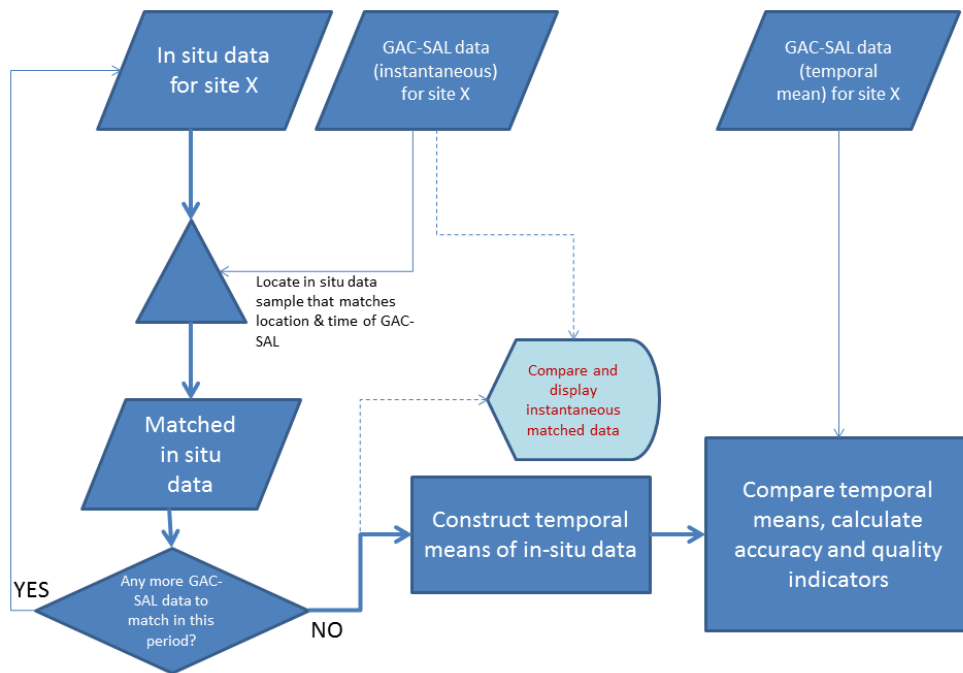 In situ data
for site X
GAC-SAL data
(instantaneous)
for site X
GAC-SAL data
(temporal
mean) for site X
Locate in situ data
sample that matches
location & time of GAC-
SAL
Compare and
display
instantaneous
matched data
Matched
in situ
data
Construct temporal
means of in-situ data
Compare temporal
means, calculate
accuracy and quality
indicators
YES
Any more GAC-
SAL data to
match in this
period?
NO